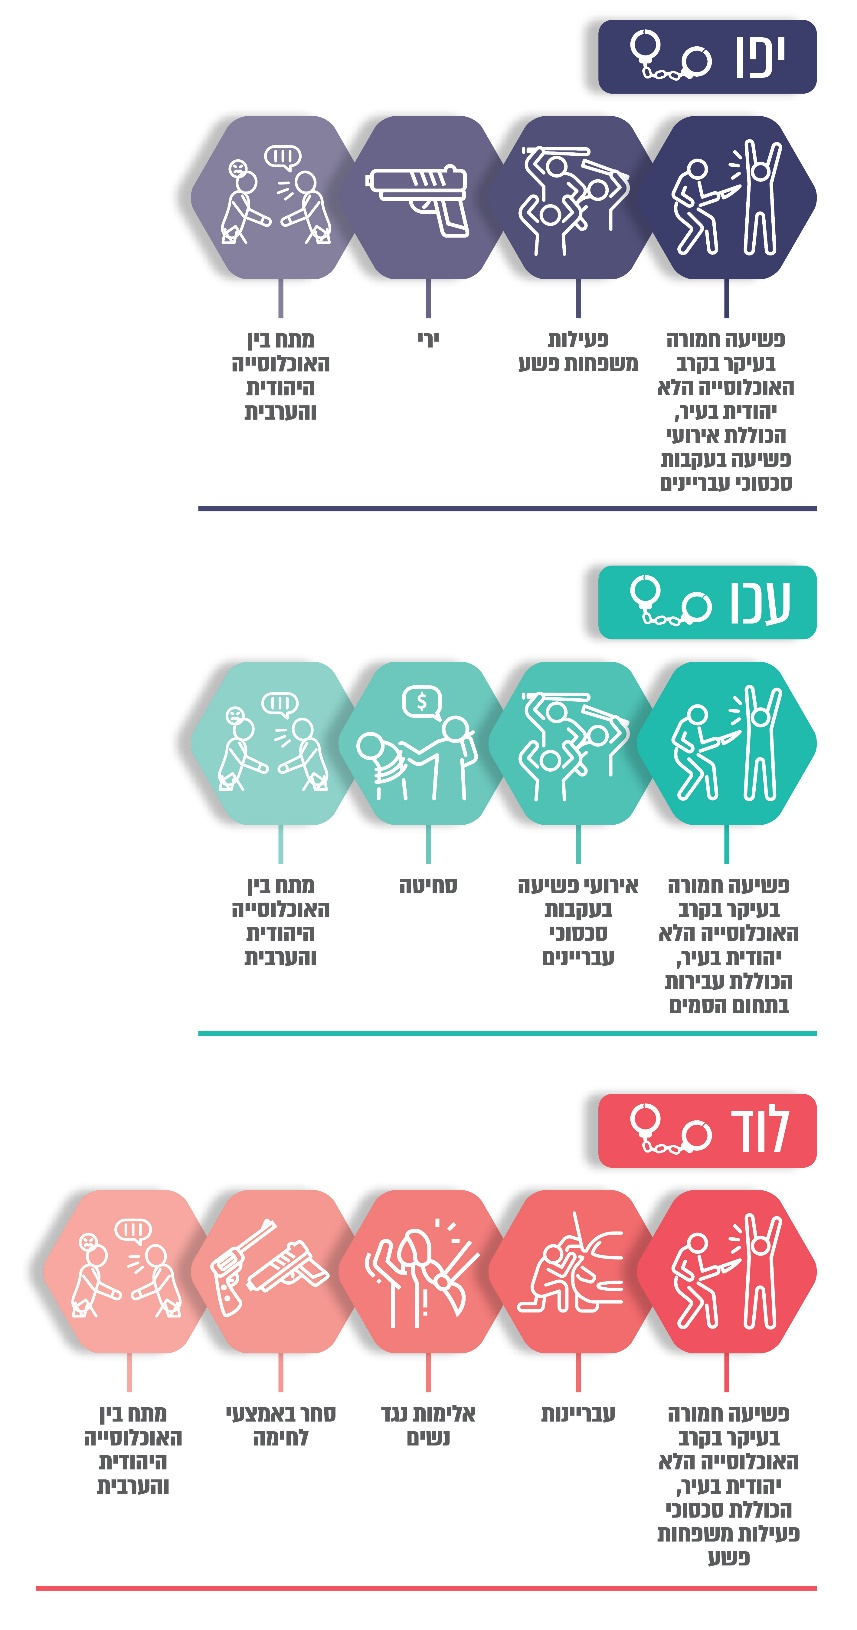 יפו
פשיעה חמורה
בעיקר בקרב
האוכלוסייה הלא
יהודית בעיר,
הכוללת אירועי
פשיעה בעקבות
סכסוכי עבריינים
פעילות
משפחות פשע
ירי
מתח בין
האוכלוסייה
היהודית
והערבית
עכו
פשיעה חמורה
בעיקר בקרב
האוכלוסייה הלא
יהודית בעיר,
הכוללת עבירות
בתחום הסמים
אירועי פשיעה
בעקבות
סכסוכי
עבריינים
$
סחיטה
מתח בין
האוכלוסייה
היהודית
והערבית
לוד
פשיעה חמורה
בעיקר בקרב
האוכלוסייה הלא
יהודית בעיר,
הכוללת סכסוכי
פעילות משפחות
פשע
עבריינות
אלימות נגד
נשים
סחר באמצעי
לחימה
מתח בין
האוכלוסייה
היהודית
והערבית